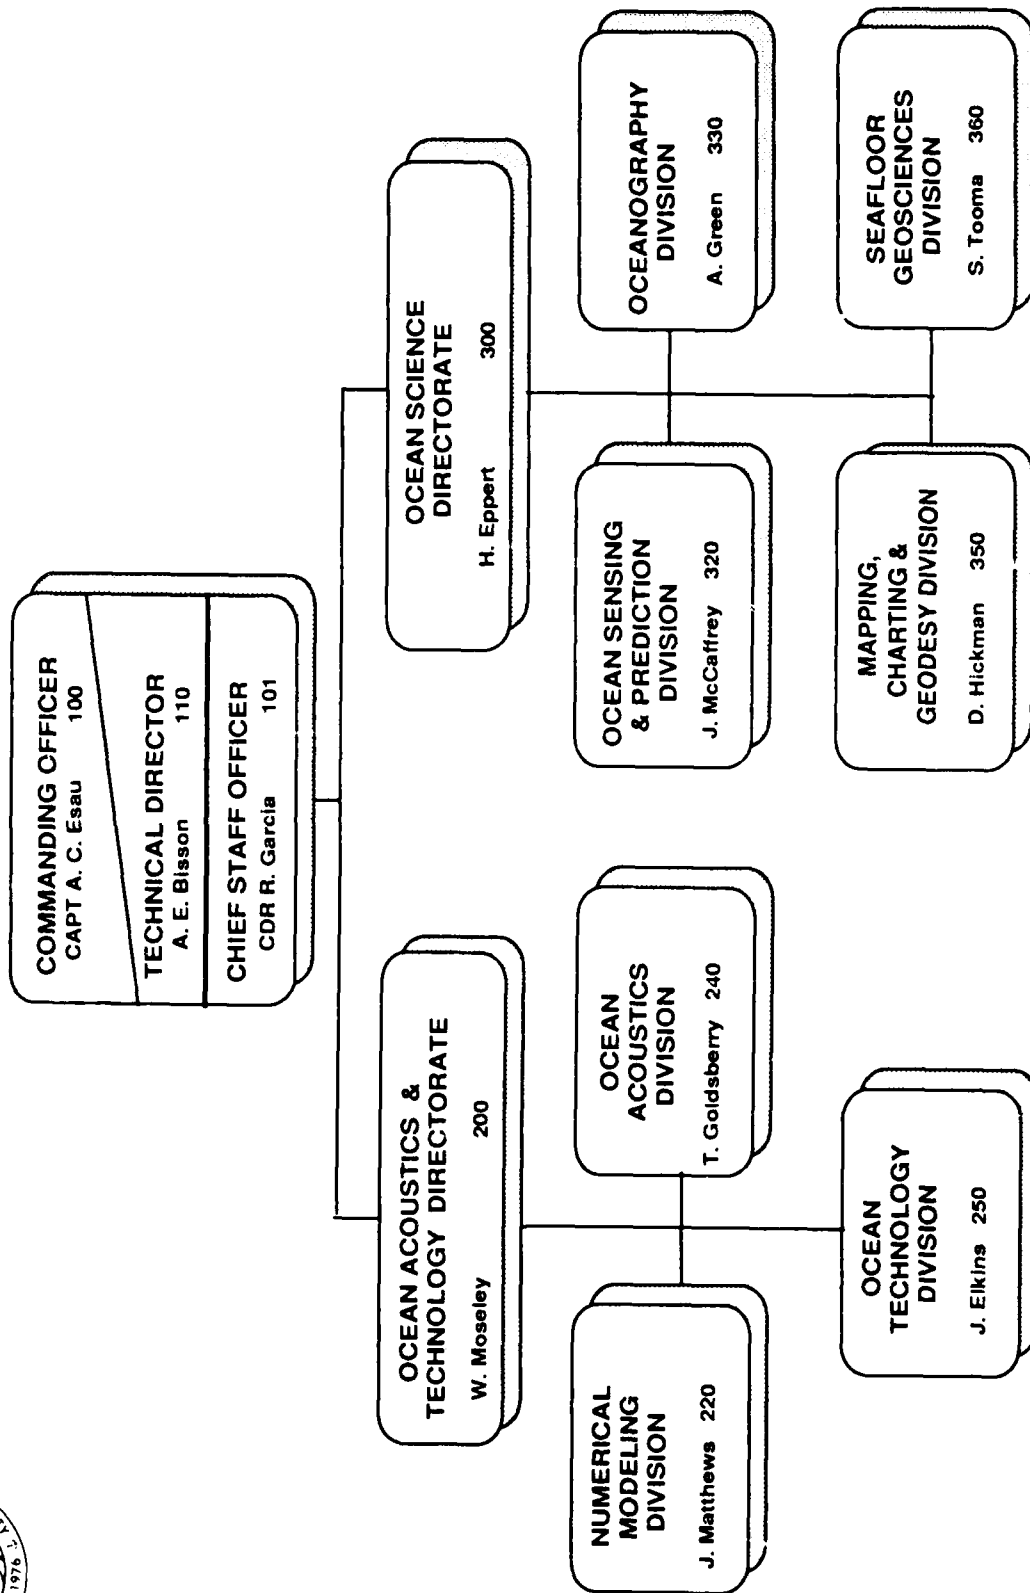 COMMANDING OFFICER
CAPT A. C. Esau 100
TECHNICAL DIRECTOR
A. E. Bisson 110
CHIEF STAFF OFFICER
CDR R. Garcia 101
OCEAN ACOUSTICS &
TECHNOLOGY DIRECTORATE
W. Moseley 200
OCEAN SCIENCE
DIRECTORATE
H. Eppert 300
NUMERICAL
MODELING
DIVISION
J. Matthews 220
OCEAN
ACOUSTICS
DIVISION
T. Goldsberry 240
OCEAN SENSING
& PREDICTION
DIVISION
J. McCaffrey 320
OCEANOGRAPHY
DIVISION
A. Green 330
OCEAN
TECHNOLOGY
DIVISION
J. Elkins 250
MAPPING,
CHARTING &
GEODESY DIVISION
D. Hickman 350
SEAFLOOR
GEOSCIENCES
DIVISION
S. Tooma 360
1976